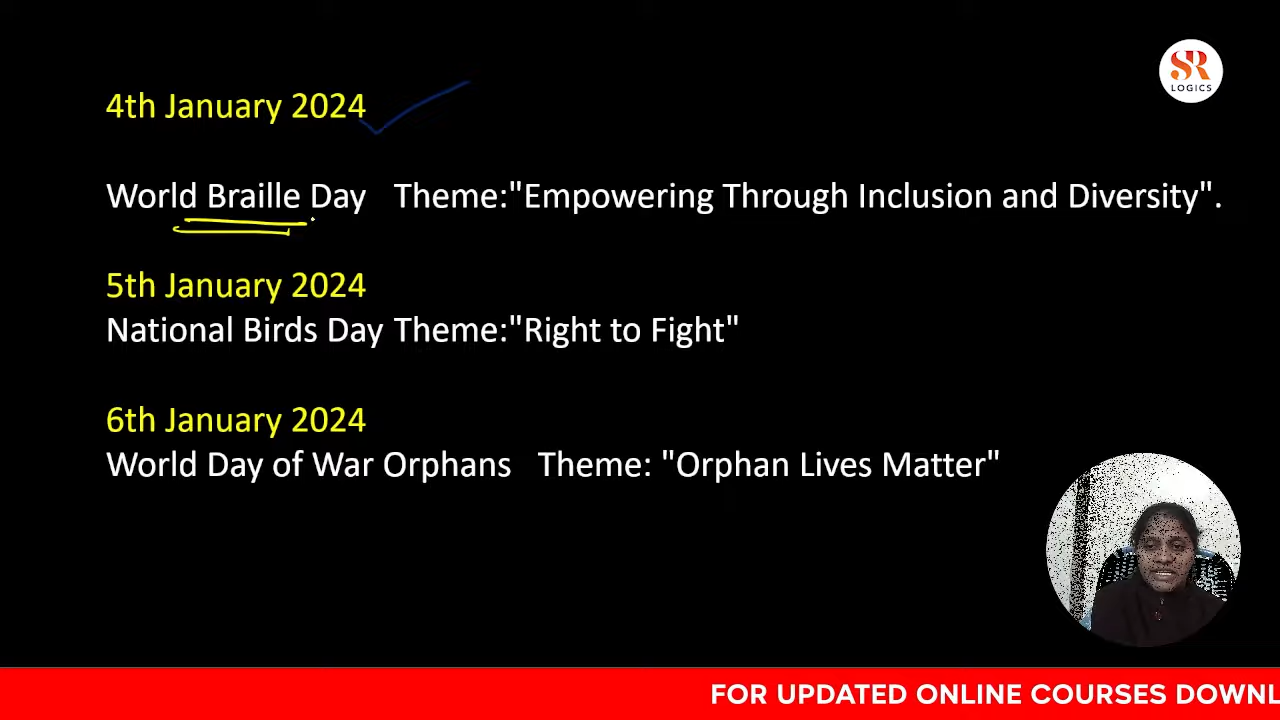 SR
LOGICS
4th January 2024
World Braille Day Theme:"Empowering Through Inclusion and Diversity".
5th January 2024
National Birds Day Theme:"Right to Fight"
6th January 2024
World Day of War Orphans Theme: "Orphan Lives Matter"
FOR UPDATED ONLINE COURSES DOWNL